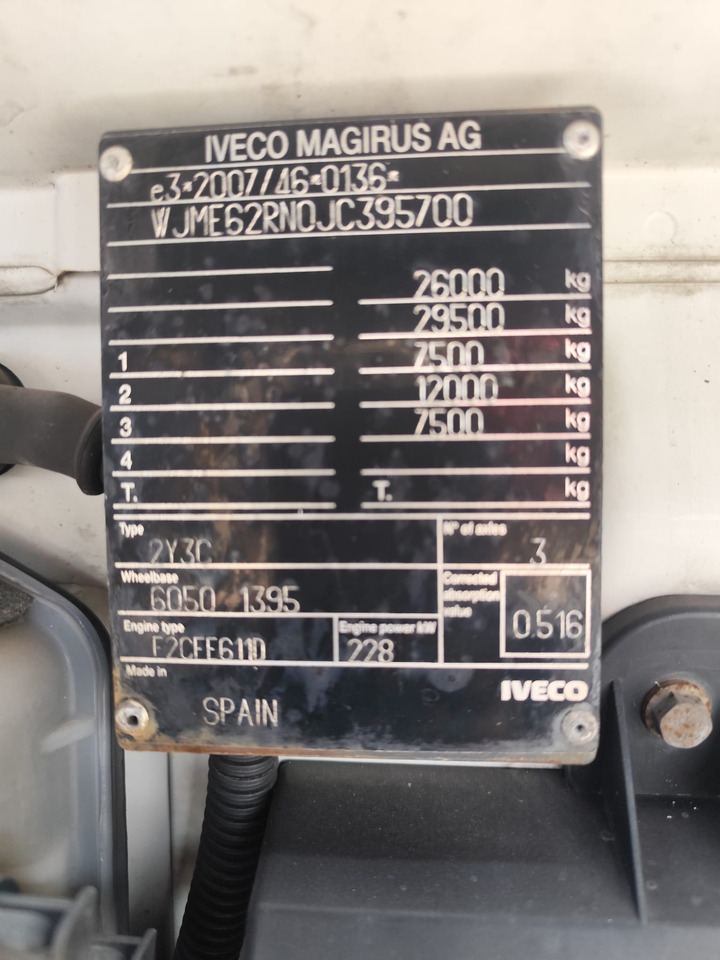 IVECO MAGIRUS AG
e3*2007/46*0136*
WJME62RN0JC395700
26000 kg
29500 kg
1 7500 kg
2 12000 kg
3 7500 kg
4 kg
T. T. kg
Type N° of axles
2Y3C 3
Wheelbase Corrected absorption value
6050 1395 0.516
Engine type Engine power kW
F2CFE611D 228
Made in IVECO
SPAIN